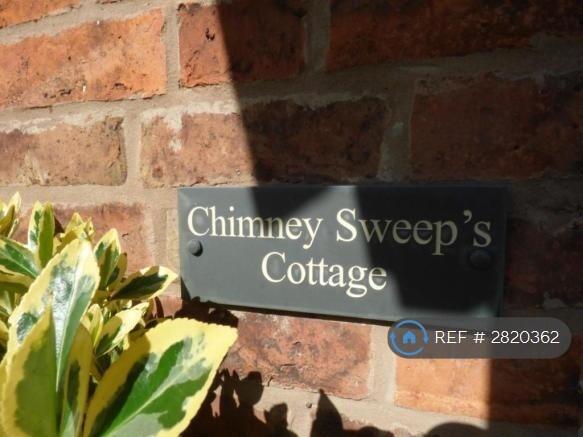 Chimney Sweep's
Cottage
REF # 2820362